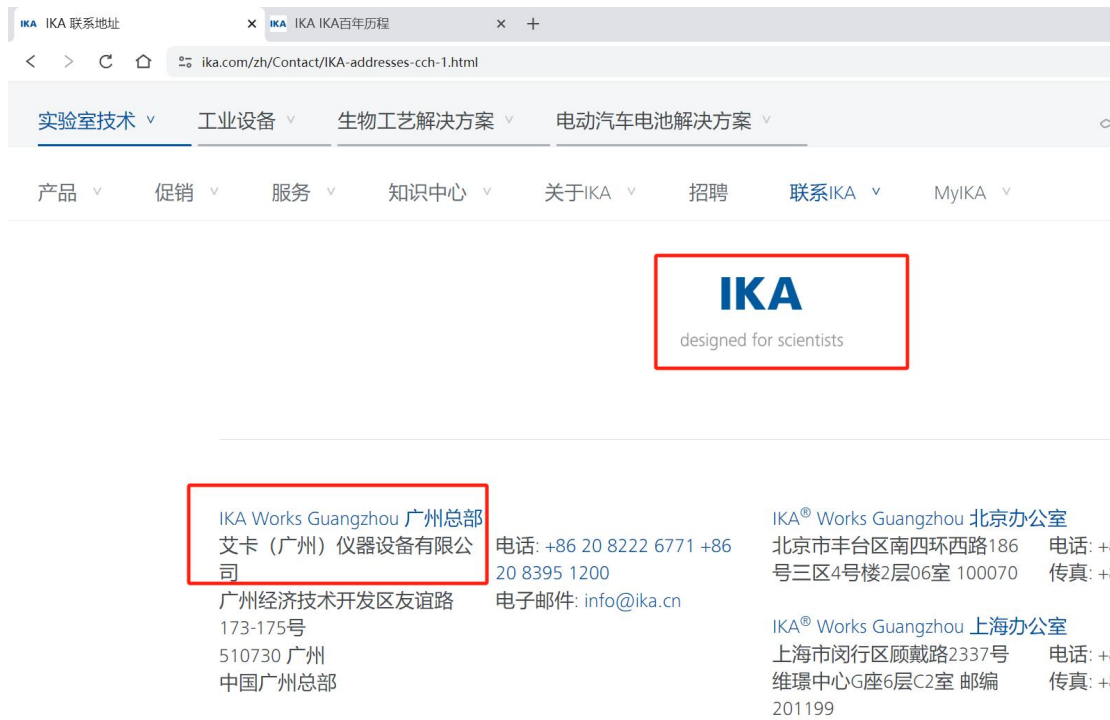 IKA IKA 联系地址
IKA IKA IKA百年历程
ika.com/zh/Contact/IKA-addresses-cch-1.html
实验室技术 工业设备 生物工艺解决方案 电动汽车电池解决方案
产品 促销 服务 知识中心 关于IKA 招聘 联系IKA MyIKA
IKA
designed for scientists
IKA Works Guangzhou 广州总部
艾卡（广州）仪器设备有限公
司
广州经济技术开发区友谊路
173-175号
510730 广州
中国广州总部
电话: +86 20 8222 6771 +86
20 8395 1200
电子邮件: info@ika.cn
IKA® Works Guangzhou 北京办公室
北京市丰台区南四环西路186
号三区4号楼2层06室 100070
电话: +8
传真: +8
IKA® Works Guangzhou 上海办公室
上海市闵行区顾戴路2337号
维璟中心G座6层C2室 邮编
201199
电话: +8
传真: +8